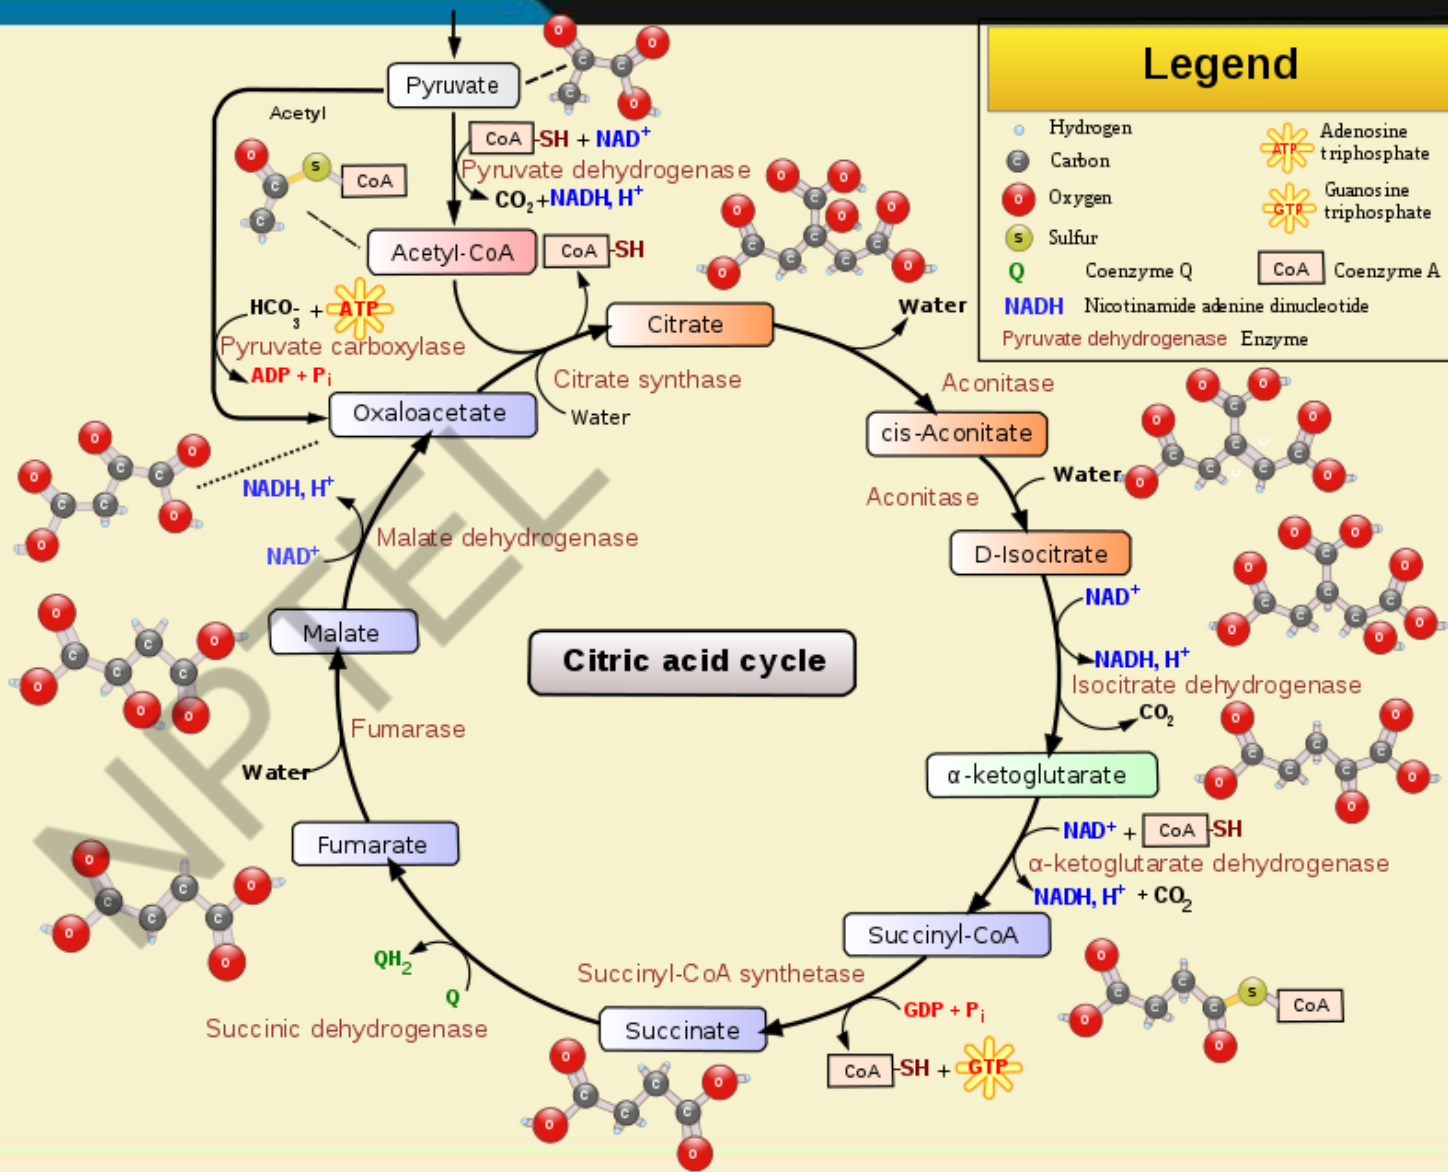 Pyruvate
Acetyl
CoA-SH + NAD+
Pyruvate dehydrogenase
CO2+NADH, H+
S
CoA
Acetyl-CoA
CoA-SH
HCO3- + ATP
Pyruvate carboxylase
ADP + Pi
Citrate
Water
Citrate synthase
Water
Oxaloacetate
Aconitase
cis-Aconitate
Aconitase
Water
D-Isocitrate
NAD+
NADH, H+
Isocitrate dehydrogenase
CO2
α-ketoglutarate
NAD+ + CoA-SH
α-ketoglutarate dehydrogenase
NADH, H+ + CO2
Succinyl-CoA
S
CoA
Succinyl-CoA synthetase
GDP + Pi
CoA-SH + GTP
Succinate
Q
QH2
Succinic dehydrogenase
Fumarate
Water
Fumarase
Malate
NAD+
Malate dehydrogenase
NADH, H+
Citric acid cycle
NPTEL
Legend
Hydrogen
C Carbon
O Oxygen
S Sulfur
Q Coenzyme Q
ATP Adenosine
triphosphate
GTP Guanosine
triphosphate
CoA Coenzyme A
NADH Nicotinamide adenine dinucleotide
Pyruvate dehydrogenase Enzyme